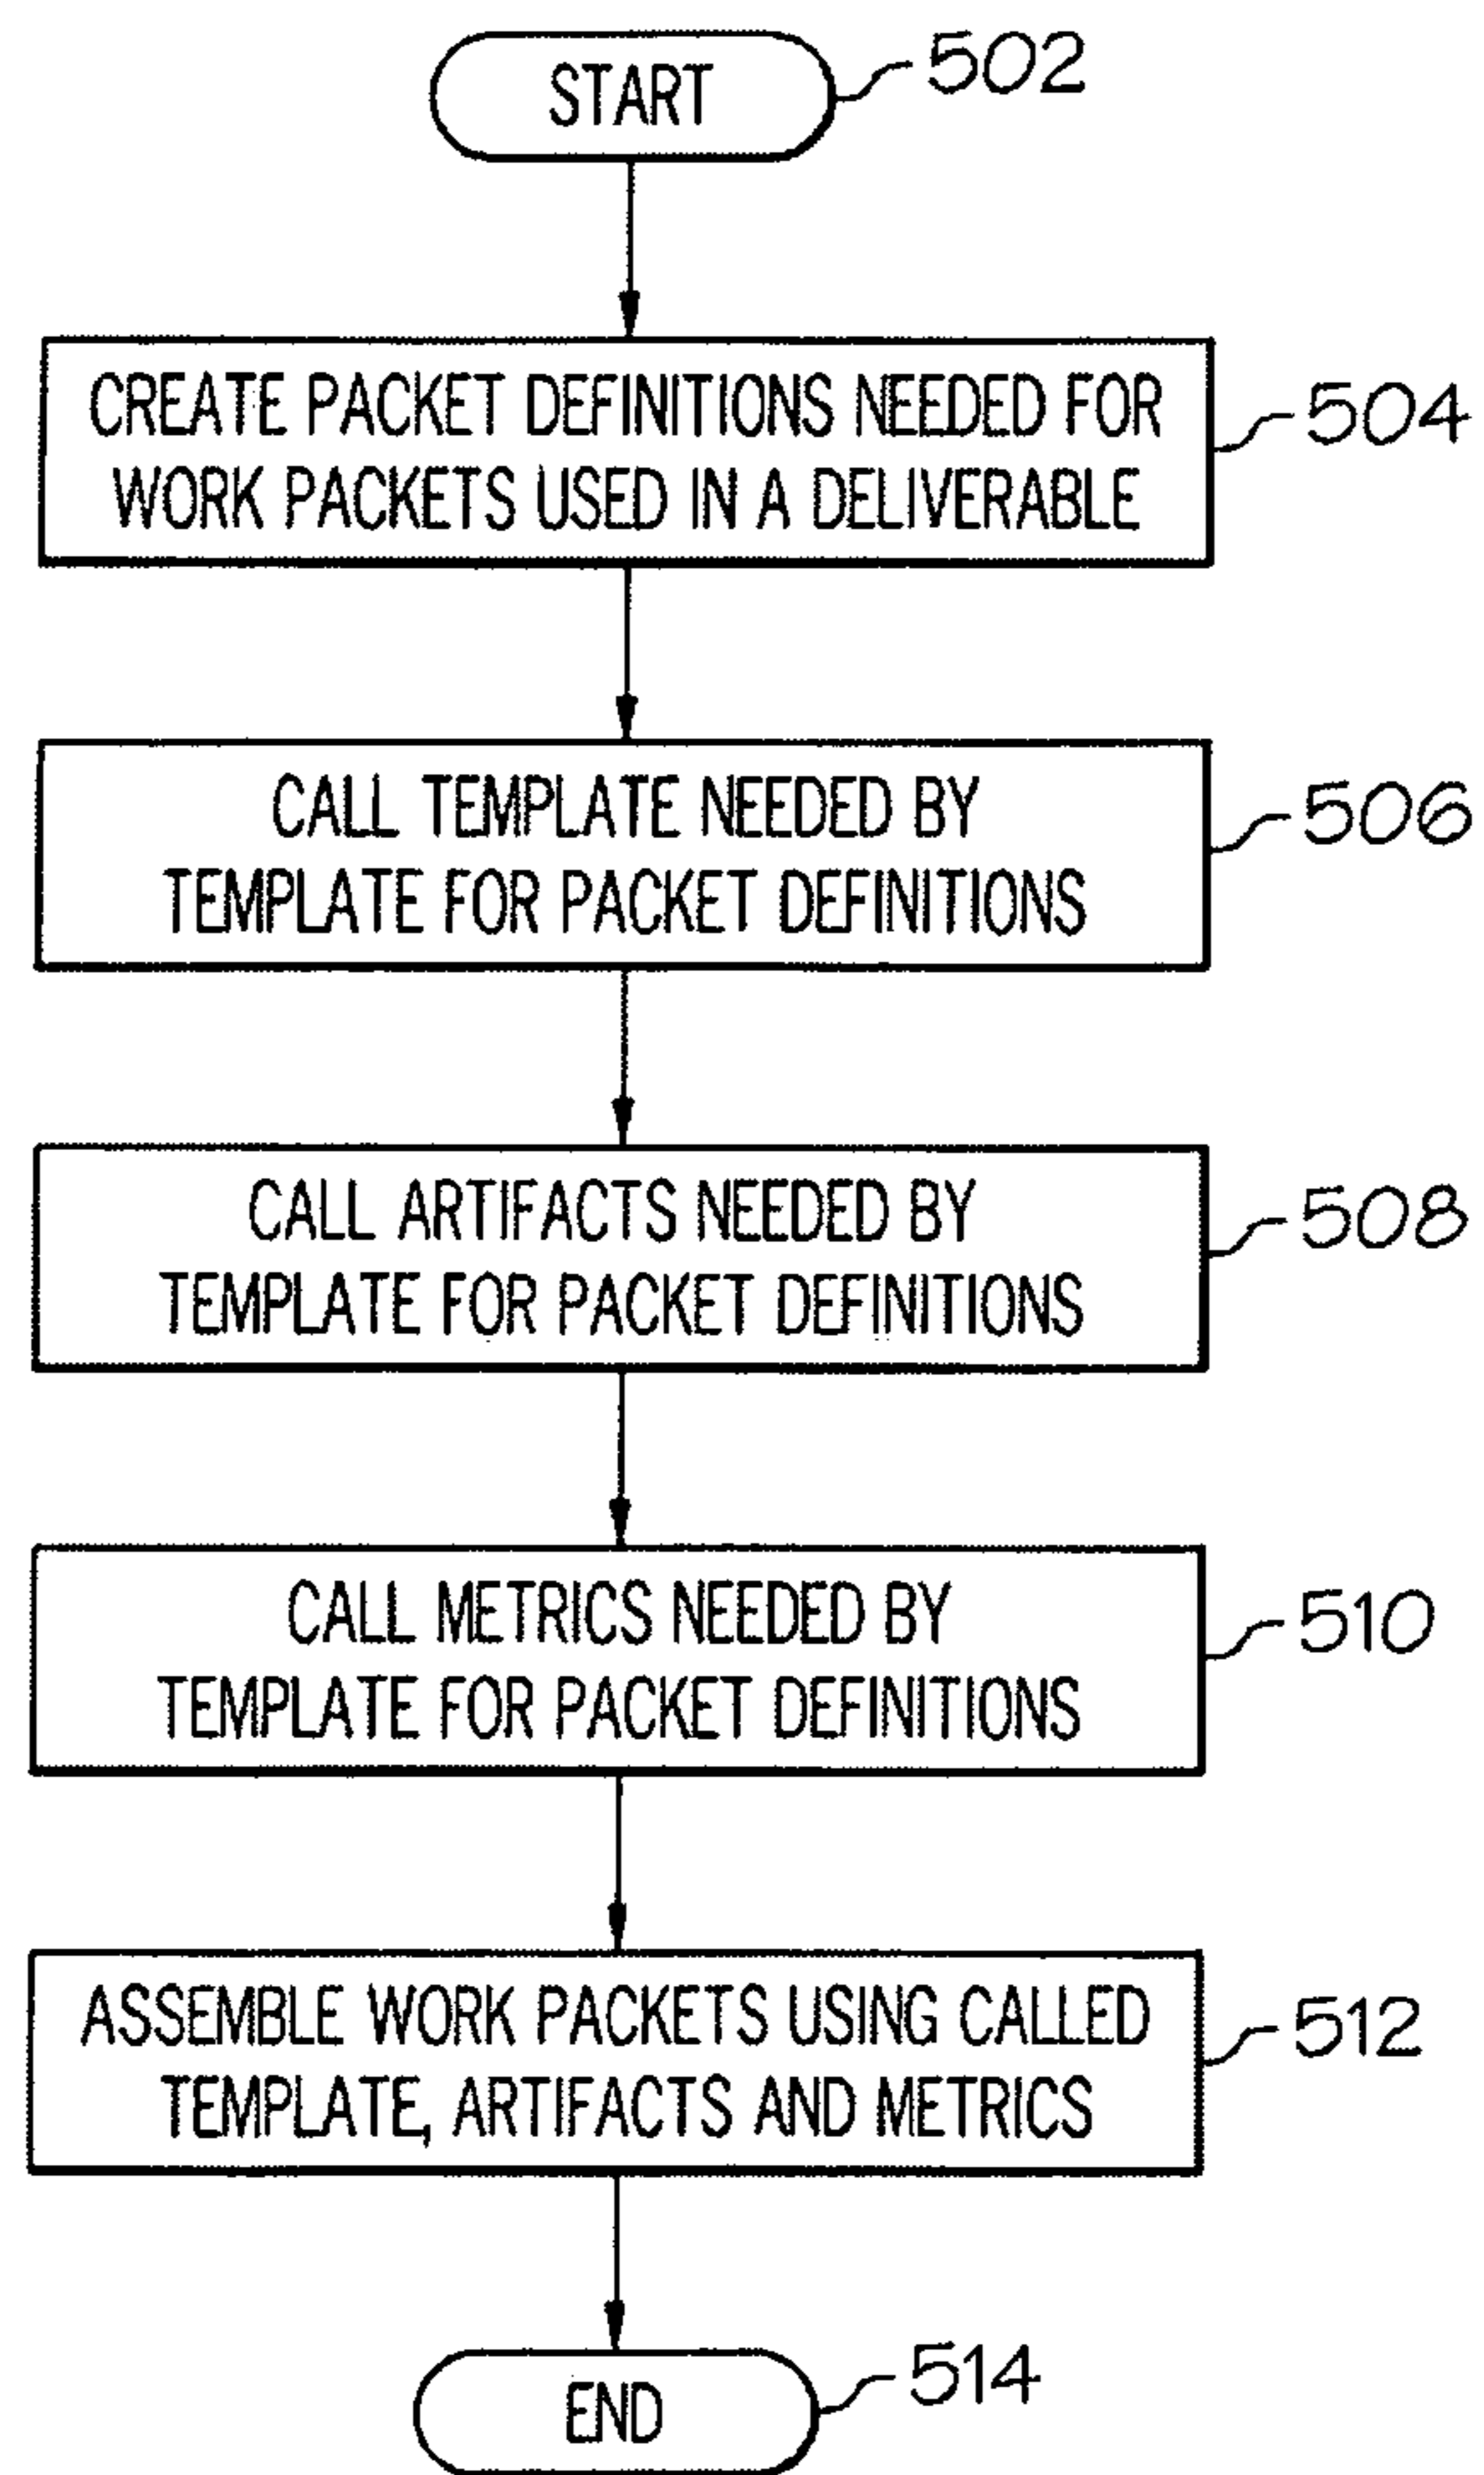 START
502
CREATE PACKET DEFINITIONS NEEDED FOR
WORK PACKETS USED IN A DELIVERABLE
504
CALL TEMPLATE NEEDED BY
TEMPLATE FOR PACKET DEFINITIONS
506
CALL ARTIFACTS NEEDED BY
TEMPLATE FOR PACKET DEFINITIONS
508
CALL METRICS NEEDED BY
TEMPLATE FOR PACKET DEFINITIONS
510
ASSEMBLE WORK PACKETS USING CALLED
TEMPLATE, ARTIFACTS AND METRICS
512
END
514